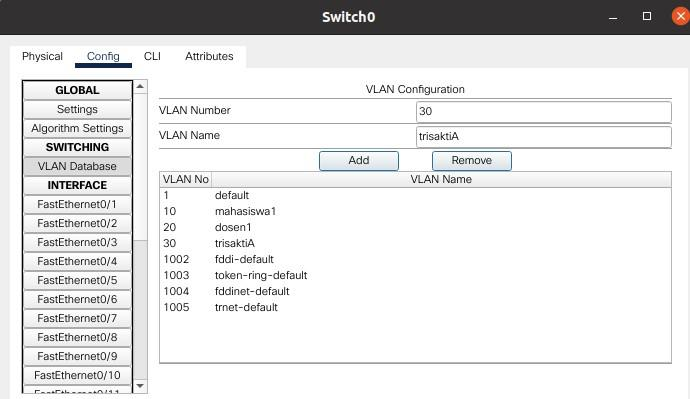 Switch0
Physical Config CLI Attributes
GLOBAL
Settings
Algorithm Settings
SWITCHING
VLAN Database
INTERFACE
FastEthernet0/1
FastEthernet0/2
FastEthernet0/3
FastEthernet0/4
FastEthernet0/5
FastEthernet0/6
FastEthernet0/7
FastEthernet0/8
FastEthernet0/9
FastEthernet0/10
FastEthernet0/11
VLAN Configuration
VLAN Number 30
VLAN Name trisaktiA
Add Remove
VLAN No VLAN Name
1 default
10 mahasiswa1
20 dosen1
30 trisaktiA
1002 fddi-default
1003 token-ring-default
1004 fddinet-default
1005 trnet-default